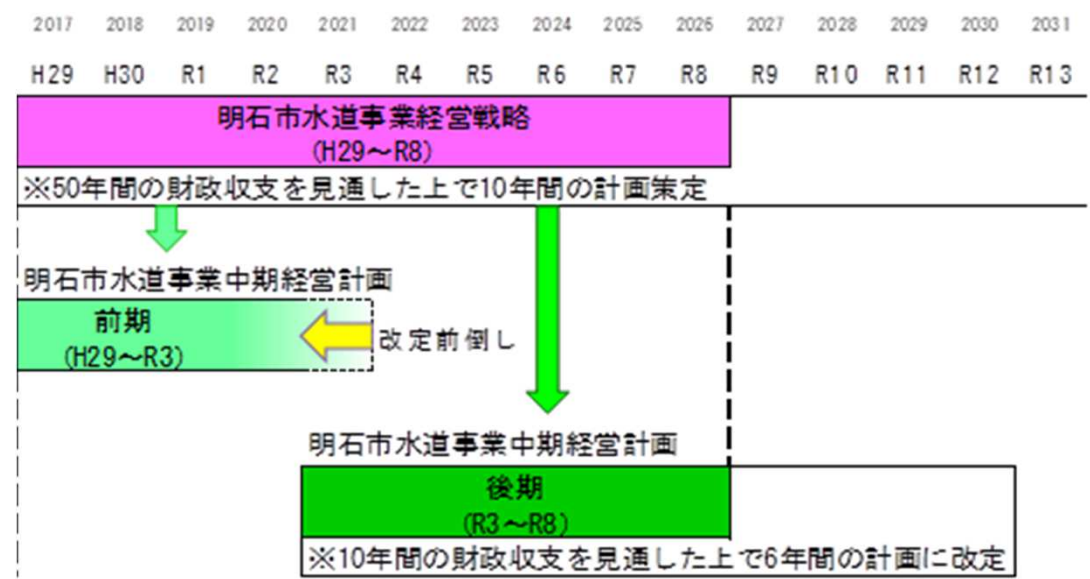 2017 2018 2019 2020 2021 2022 2023 2024 2025 2026 2027 2028 2029 2030 2031
H29 H30 R1 R2 R3 R4 R5 R6 R7 R8 R9 R10 R11 R12 R13
明石市水道事業経営戦略
(H29～R8)
※50年間の財政収支を見通した上で10年間の計画策定
明石市水道事業中期経営計画
前期
(H29～R3)
改定前倒し
明石市水道事業中期経営計画
後期
(R3～R8)
※10年間の財政収支を見通した上で6年間の計画に改定